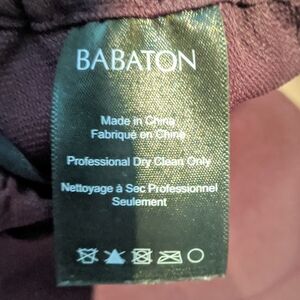 BABATON
Made in China
Fabriqué en Chine
Professional Dry Clean Only
Nettoyage à Sec Professionnel
Seulement